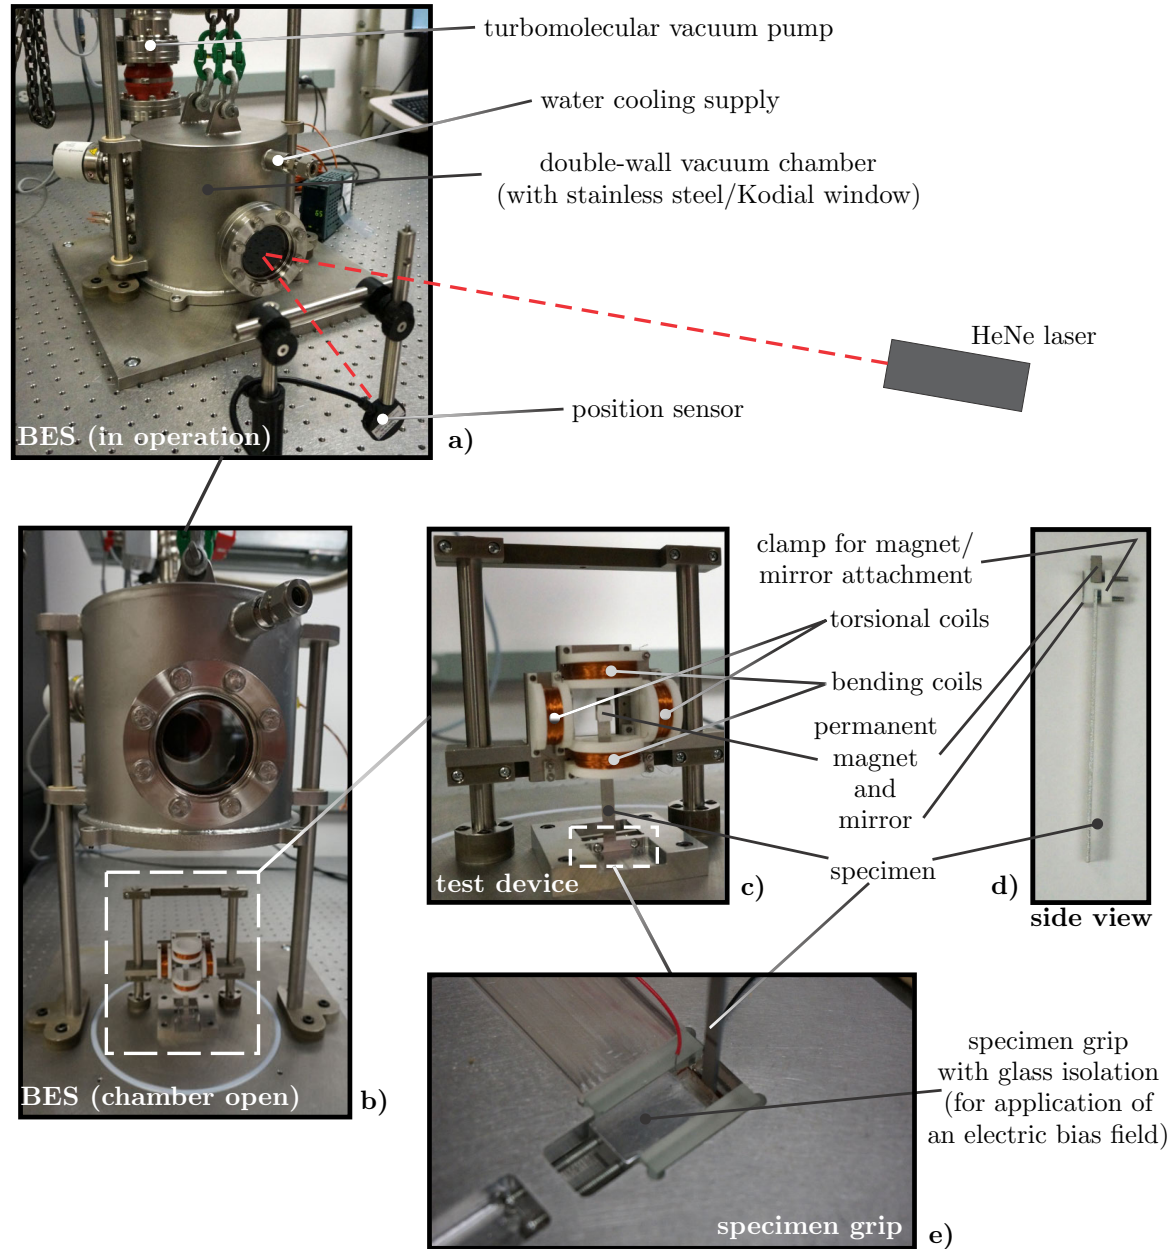 turbomolecular vacuum pump
water cooling supply
double-wall vacuum chamber
(with stainless steel/Kodial window)
HeNe laser
position sensor
BES (in operation)
a)
clamp for magnet/
mirror attachment
torsional coils
bending coils
permanent
magnet
and
mirror
specimen
test device
c)
d)
side view
BES (chamber open)
b)
specimen grip
with glass isolation
(for application of
an electric bias field)
specimen grip
e)